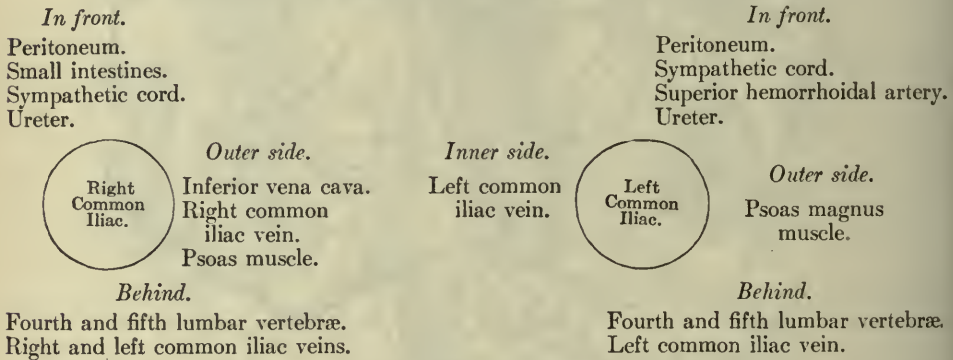 In front.
Peritoneum.
Small intestines.
Sympathetic cord.
Ureter.
Right
Common
Iliac.
Outer side.
Inferior vena cava.
Right common
iliac vein.
Psoas muscle.
Behind.
Fourth and fifth lumbar vertebræ.
Right and left common iliac veins.
In front.
Peritoneum.
Sympathetic cord.
Superior hemorrhoidal artery.
Ureter.
Inner side.
Left common
iliac vein.
Left
Common
Iliac.
Outer side.
Psoas magnus
muscle.
Behind.
Fourth and fifth lumbar vertebræ.
Left common iliac vein.